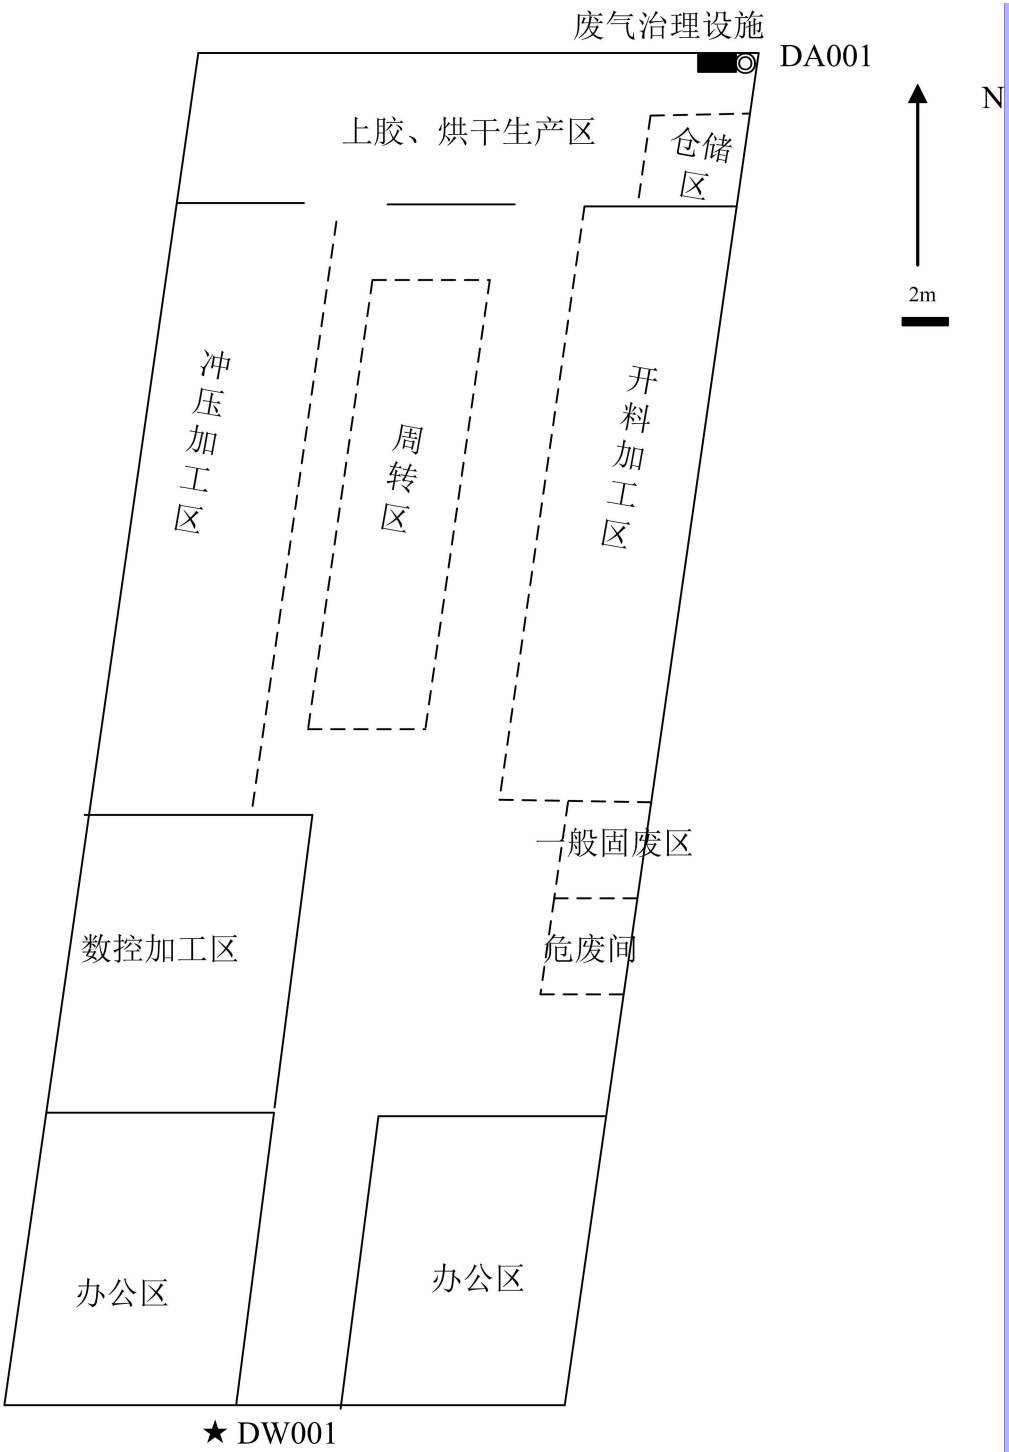 废气治理设施
DA001
N
上胶、烘干生产区
仓储
区
2m
冲压加工区
周转区
开料加工区
一般固废区
数控加工区
危废间
办公区
办公区
★ DW001